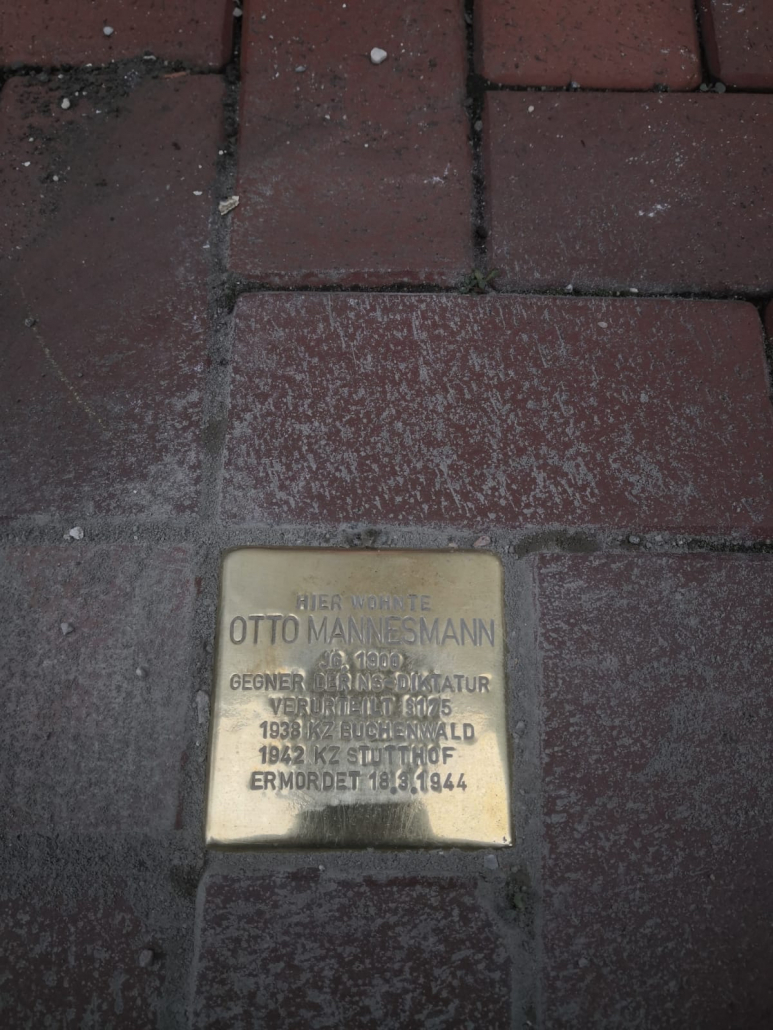 HIER WOHNTE
OTTO MANNESMANN
JG. 1900
GEGNER DER NS-DIKTATUR
VERURTEILT §175
1938 KZ BUCHENWALD
1942 KZ STUTTHOF
ERMORDET 18.3.1944